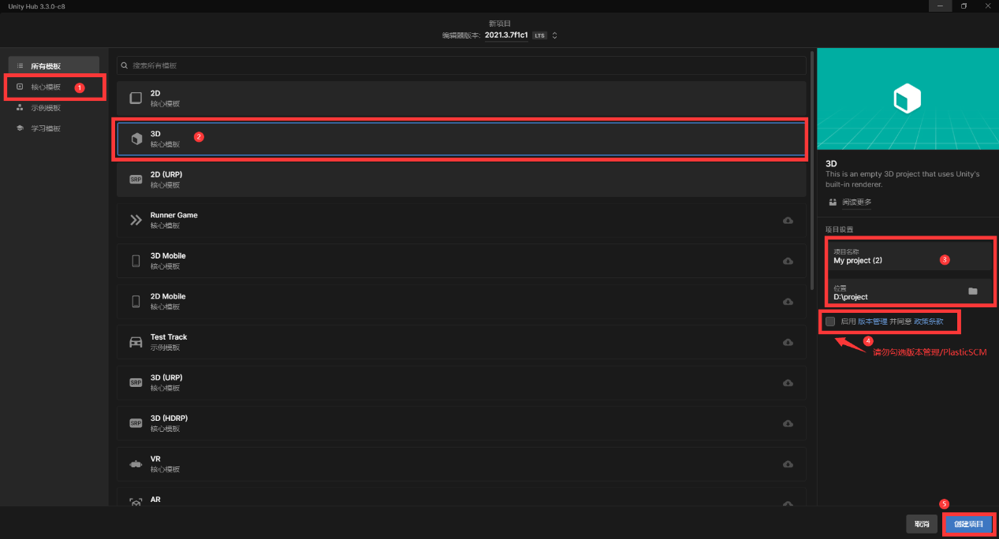 Unity Hub 3.3.0-c8
新项目
编辑器版本: 2021.3.7f1c1 LTS
所有模板
核心模板 1
示例模板
学习模板
搜索所有模板
2D
核心模板
3D
核心模板
2
2D (URP)
SRP
核心模板
Runner Game
核心模板
3D Mobile
核心模板
2D Mobile
核心模板
Test Track
示例模板
3D (URP)
SRP
核心模板
3D (HDRP)
SRP
核心模板
VR
核心模板
AR
3D
This is an empty 3D project that uses Unity's
built-in renderer.
阅读更多
项目设置
项目名称
My project (2)
3
位置
D:\project
启用 版本管理 并同意 政策条款
4
请勿勾选版本管理/PlasticSCM
5
取消
创建项目